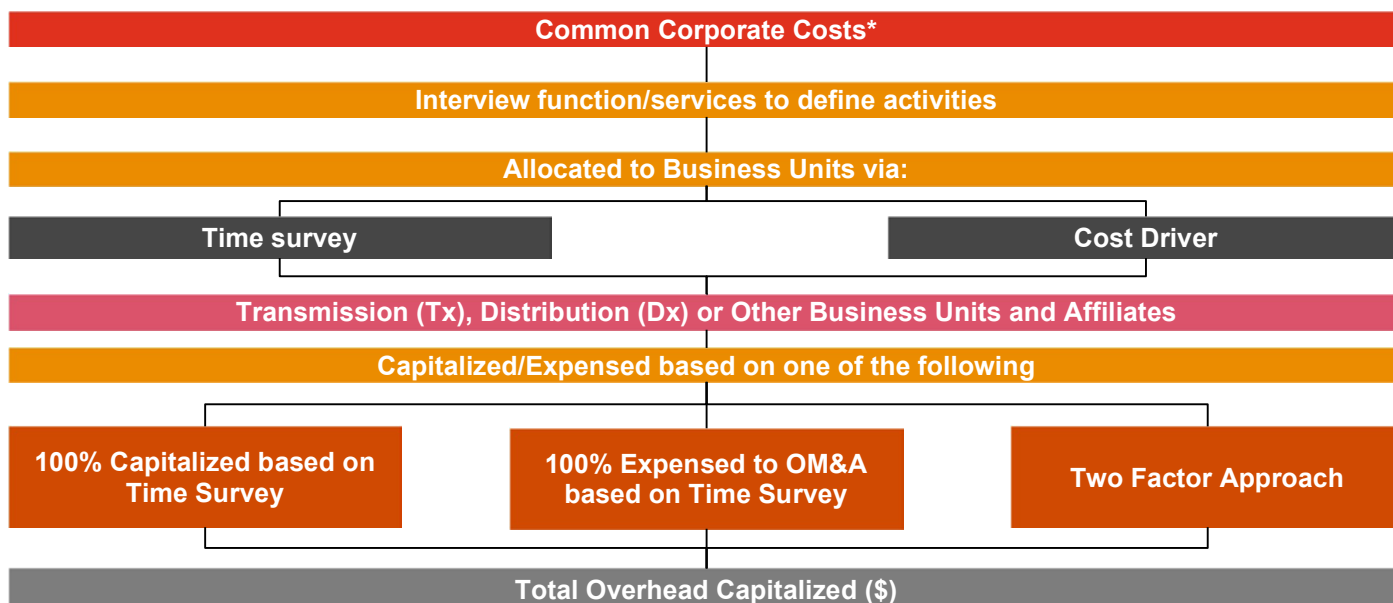 Common Corporate Costs*
Interview function/services to define activities
Allocated to Business Units via:
Time survey
Cost Driver
Transmission (Tx), Distribution (Dx) or Other Business Units and Affiliates
Capitalized/Expensed based on one of the following
100% Capitalized based on
Time Survey
100% Expensed to OM&A
based on Time Survey
Two Factor Approach
Total Overhead Capitalized ($)